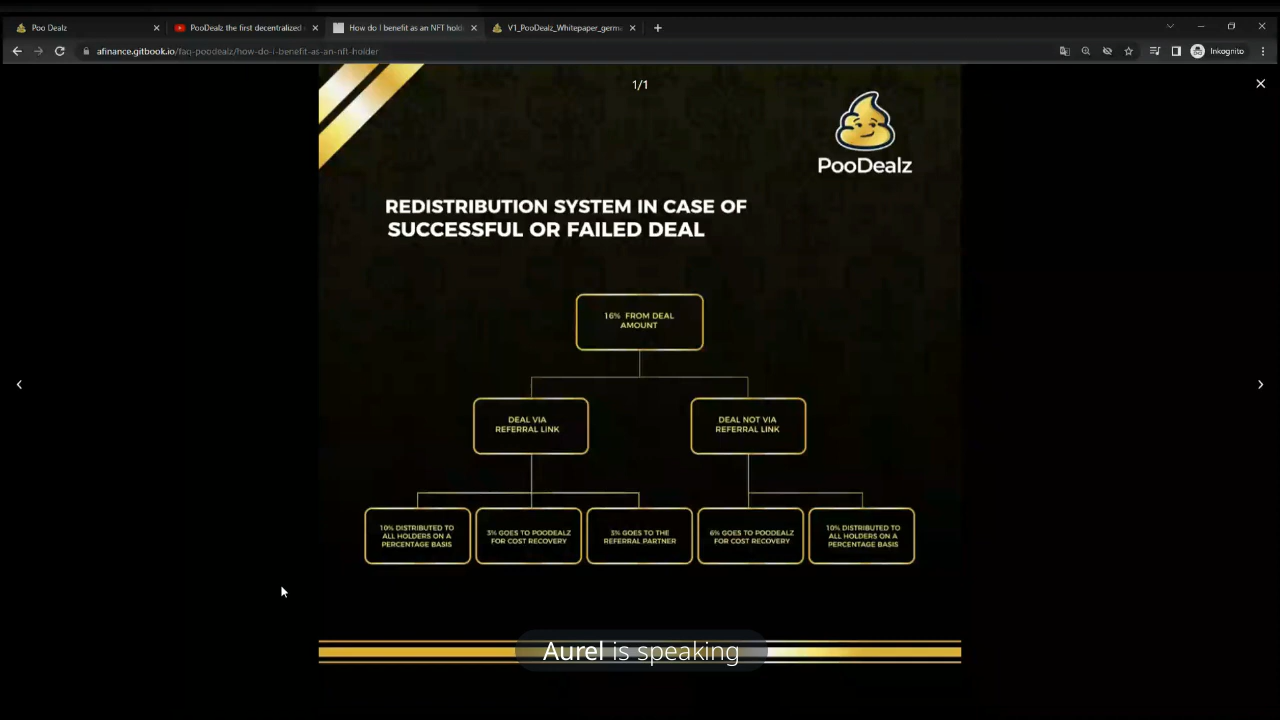 Poo Dealz
PooDealz the first decentralized
How do I benefit as an NFT hold
V1_PooDealz_Whitepaper_germ
afinance.gitbook.io/faq-poodealz/how-do-i-benefit-as-an-nft-holder
Inkognito
1/1
PooDealz
REDISTRIBUTION SYSTEM IN CASE OF
SUCCESSFUL OR FAILED DEAL
16% FROM DEAL
AMOUNT
DEAL VIA
REFERRAL LINK
DEAL NOT VIA
REFERRAL LINK
10% DISTRIBUTED TO
ALL HOLDERS ON A
PERCENTAGE BASIS
3% GOES TO POODEALZ
FOR COST RECOVERY
3% GOES TO THE
REFERRAL PARTNER
6% GOES TO POODEALZ
FOR COST RECOVERY
10% DISTRIBUTED TO
ALL HOLDERS ON A
PERCENTAGE BASIS
Aurel is speaking